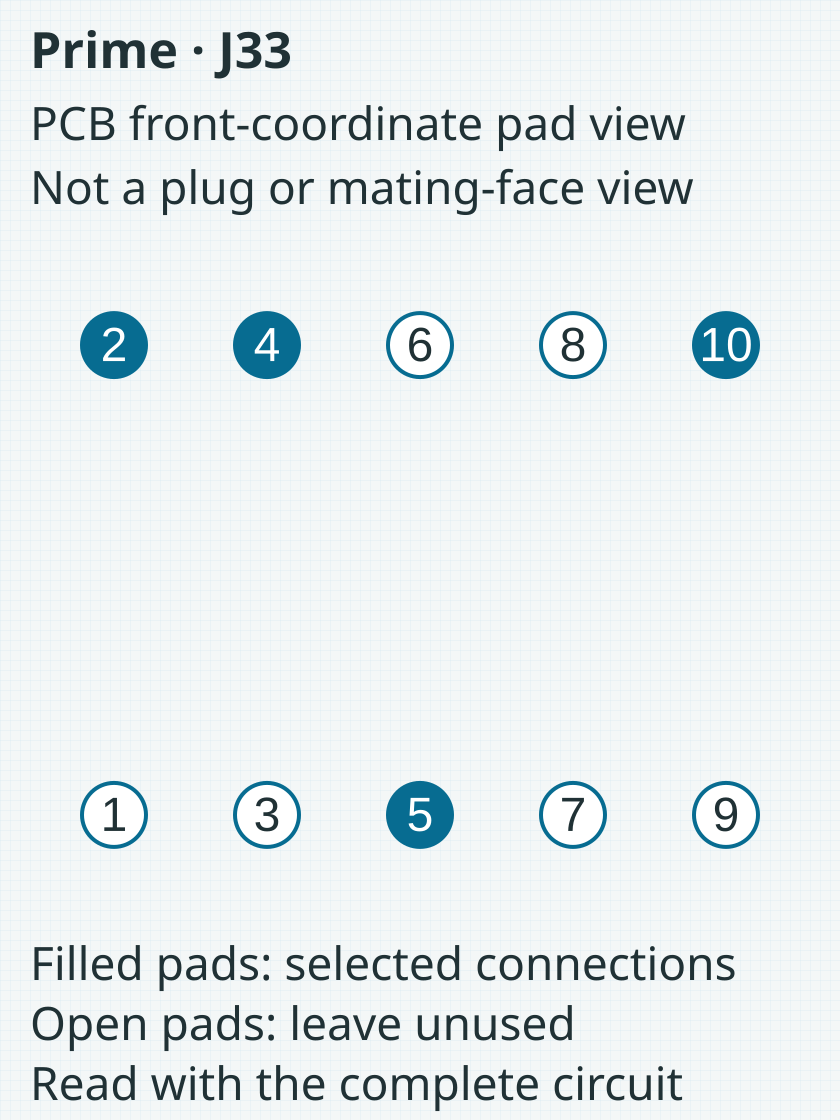 Prime · J33
PCB front-coordinate pad view
Not a plug or mating-face view
2 4 6 8 10
1 3 5 7 9
Filled pads: selected connections
Open pads: leave unused
Read with the complete circuit